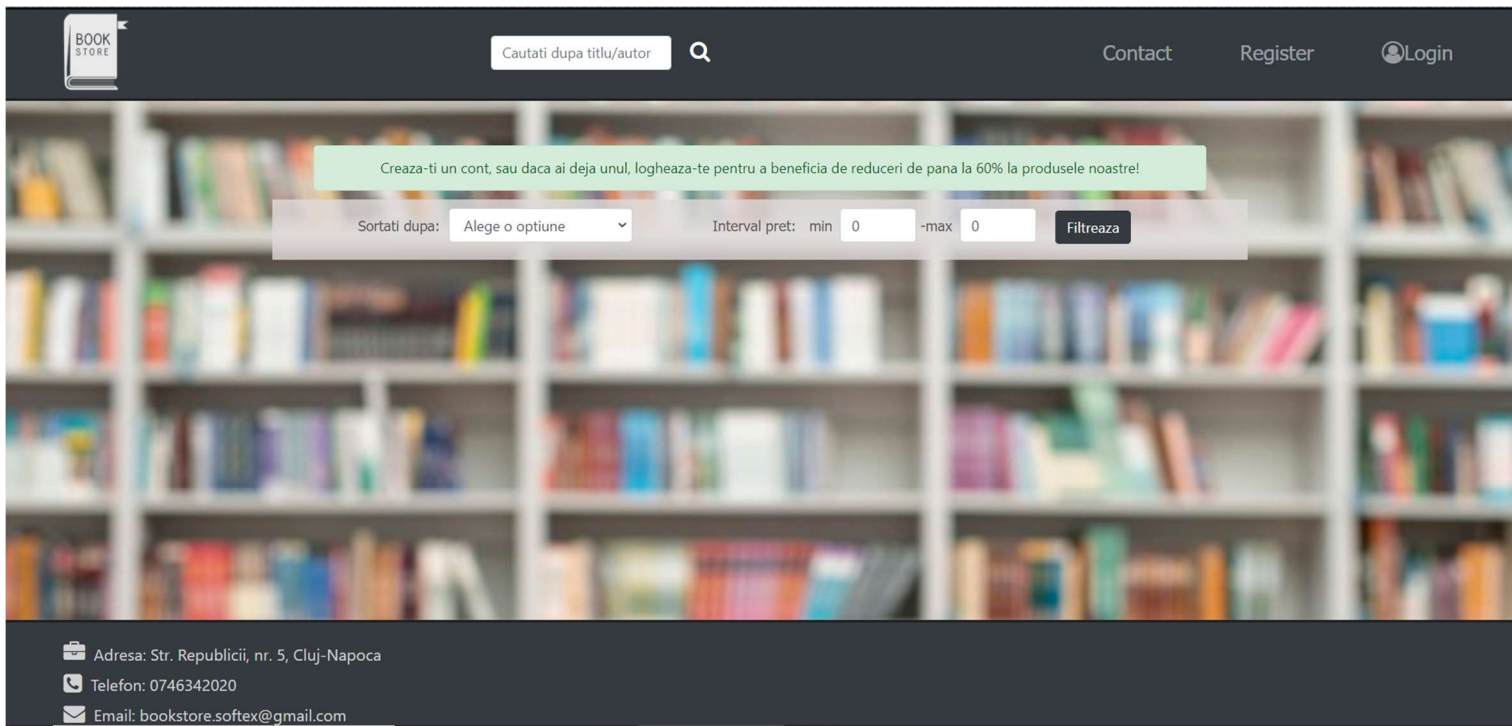 BOOK
STORE
Cautati dupa titlu/autor
Contact
Register
Login
Creaza-ti un cont, sau daca ai deja unul, logheaza-te pentru a beneficia de reduceri de pana la 60% la produsele noastre!
Sortati dupa: Alege o optiune Interval pret: min 0 -max 0 Filtreaza
Adresa: Str. Republicii, nr. 5, Cluj-Napoca
Telefon: 0746342020
Email: bookstore.softex@gmail.com